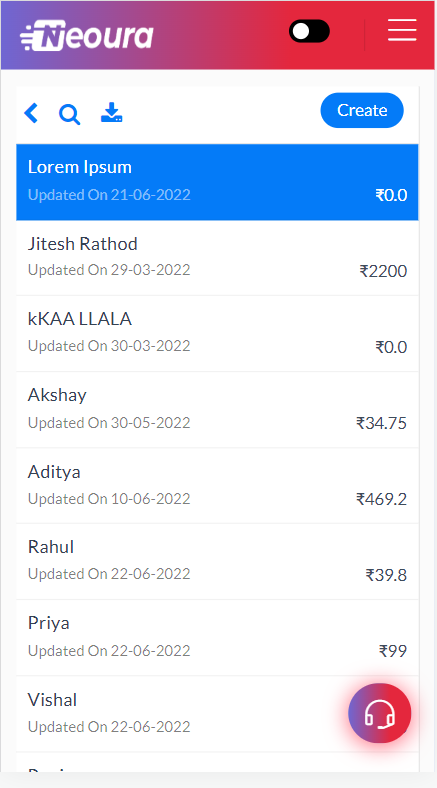 Neoura
Create
Lorem Ipsum
Updated On 21-06-2022
₹0.0
Jitesh Rathod
Updated On 29-03-2022
₹2200
kKAA LLALA
Updated On 30-03-2022
₹0.0
Akshay
Updated On 30-05-2022
₹34.75
Aditya
Updated On 10-06-2022
₹469.2
Rahul
Updated On 22-06-2022
₹39.8
Priya
Updated On 22-06-2022
₹99
Vishal
Updated On 22-06-2022